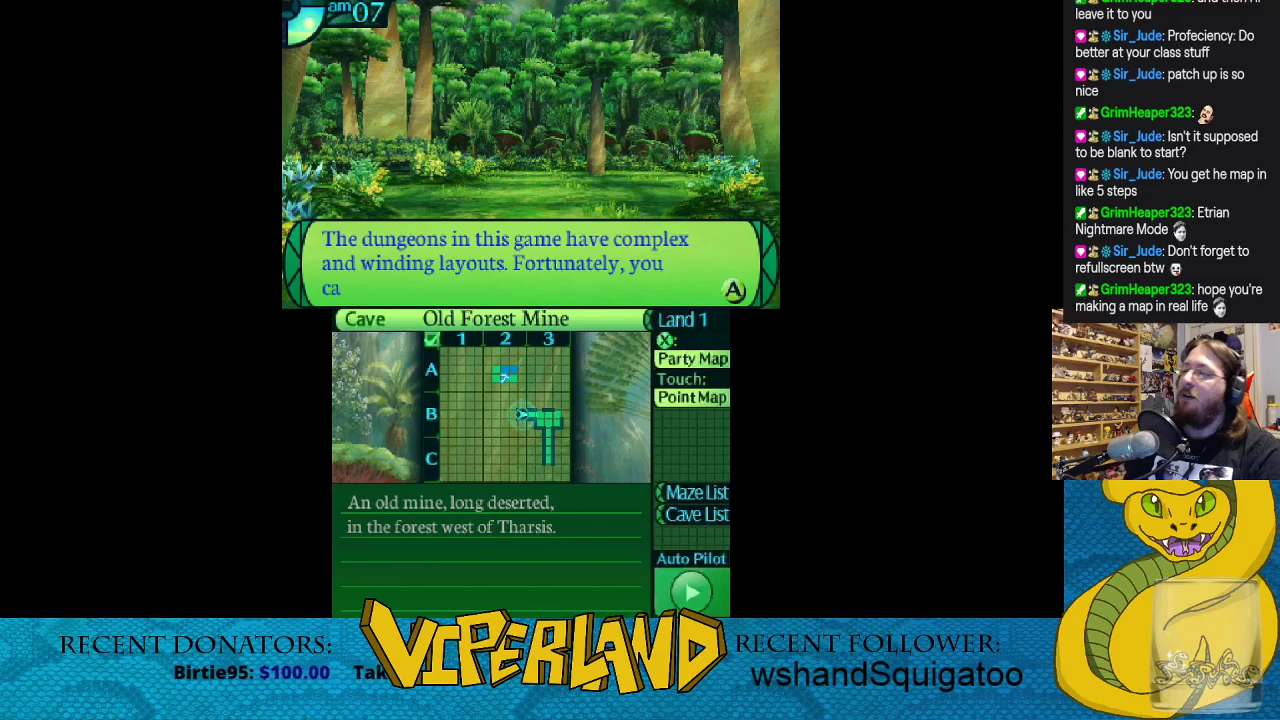 am 07
The dungeons in this game have complex
and winding layouts. Fortunately, you
ca
A
Cave Old Forest Mine
1 2 3
A
B
C
An old mine, long deserted,
in the forest west of Tharsis.
Land 1
X:
Party Map
Touch:
Point Map
Maze List
Cave List
Auto Pilot
leave it to you
Sir_Jude: Profeciency: Do
better at your class stuff
Sir_Jude: patch up is so
nice
GrimHeaper323:
Sir_Jude: Isn't it supposed
to be blank to start?
Sir_Jude: You get he map in
like 5 steps
GrimHeaper323: Etrian
Nightmare Mode
Sir_Jude: Don't forget to
refullscreen btw
GrimHeaper323: hope you're
making a map in real life
RECENT DONATORS:
Birtie95: $100.00 Tak
VIPERLAND
RECENT FOLLOWER:
wshandSquigatoo